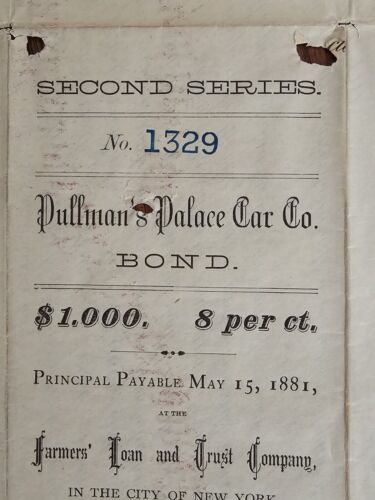 SECOND SERIES.
No. 1329
Pullman's Palace Car Co.
BOND.
$1.000. 8 per ct.
PRINCIPAL PAYABLE MAY 15, 1881,
AT THE
Farmers' Loan and Trust Company,
IN THE CITY OF NEW YORK